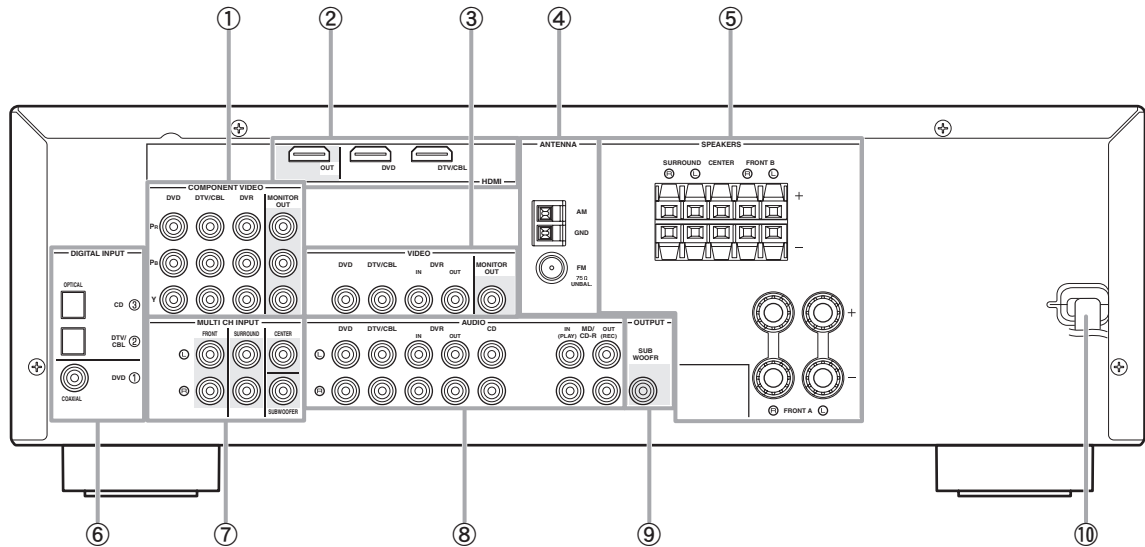 ① ② ③ ④ ⑤
ANTENNA
SPEAKERS
SURROUND CENTER FRONT B
R L R L
OUT DVD DTV/CBL
HDMI
COMPONENT VIDEO
DVD DTV/CBL DVR MONITOR OUT
PR
PB
Y
+
−
AM
GND
FM
75Ω
UNBAL.
DIGITAL INPUT
OPTICAL
CD ③
DTV/
CBL ②
DVD ①
COAXIAL
VIDEO
DVD DTV/CBL DVR MONITOR
IN OUT OUT
MULTI CH INPUT
FRONT SURROUND CENTER
L
R
SUBWOOFER
AUDIO
DVD DTV/CBL DVR CD IN MD/ OUT
IN OUT (PLAY) CD-R (REC)
L
R
OUTPUT
SUB
WOOFR
+
−
R FRONT A L
⑥ ⑦ ⑧ ⑨ ⑩